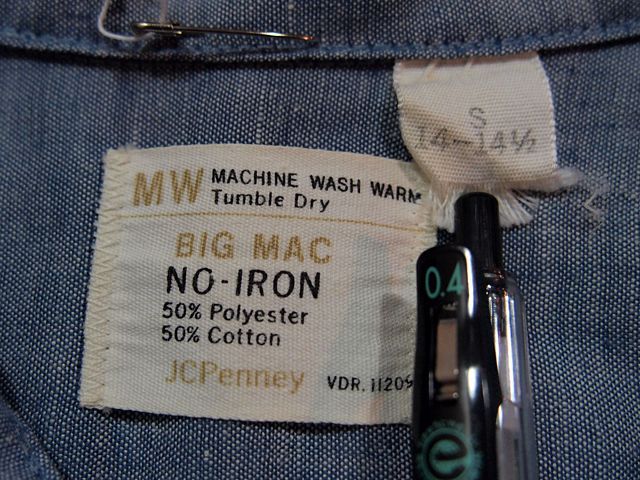 S
14-14½
MW MACHINE WASH WARM
Tumble Dry
BIG MAC
NO-IRON
50% Polyester
50% Cotton
JCPenney VDR. 11209
0.4
e